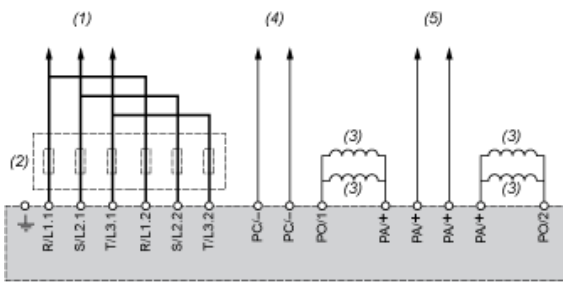 (1) (4) (5)
(3) (3)
(2) (3) (3)
R/L1.1 S/L2.1 T/L3.1 R/L1.2 S/L2.2 T/L3.2 PC/– PC/– PO/1 PA/+ PA/+ PA/+ PA/+ PO/2